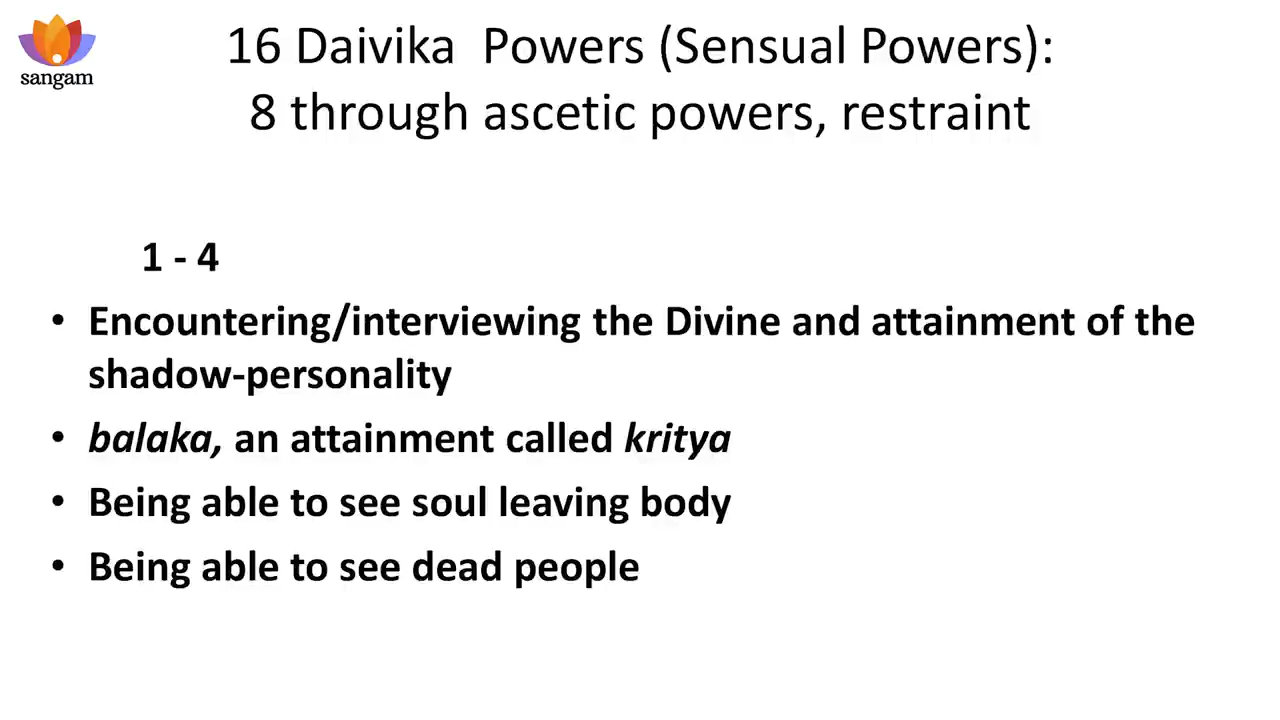 sangam
16 Daivika Powers (Sensual Powers):
8 through ascetic powers, restraint
1 - 4
• Encountering/interviewing the Divine and attainment of the
shadow-personality
• balaka, an attainment called kritya
• Being able to see soul leaving body
• Being able to see dead people